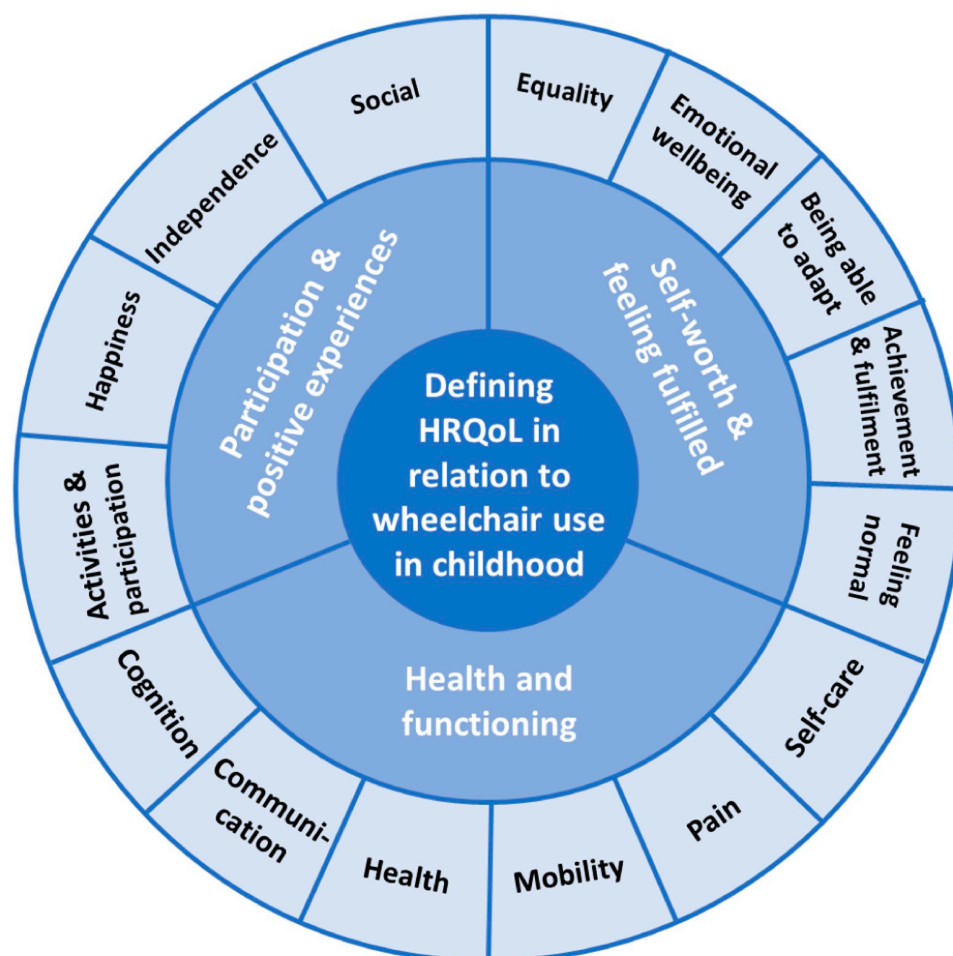 Defining
HRQoL in
relation to
wheelchair use
in childhood
Participation &
positive experiences
Self-worth &
feeling fulfilled
Health and
functioning
Social
Equality
Emotional
wellbeing
Being able
to adapt
Achievement
& fulfilment
Feeling
normal
Self-care
Pain
Mobility
Health
Communi-
cation
Cognition
Activities &
participation
Happiness
Independence